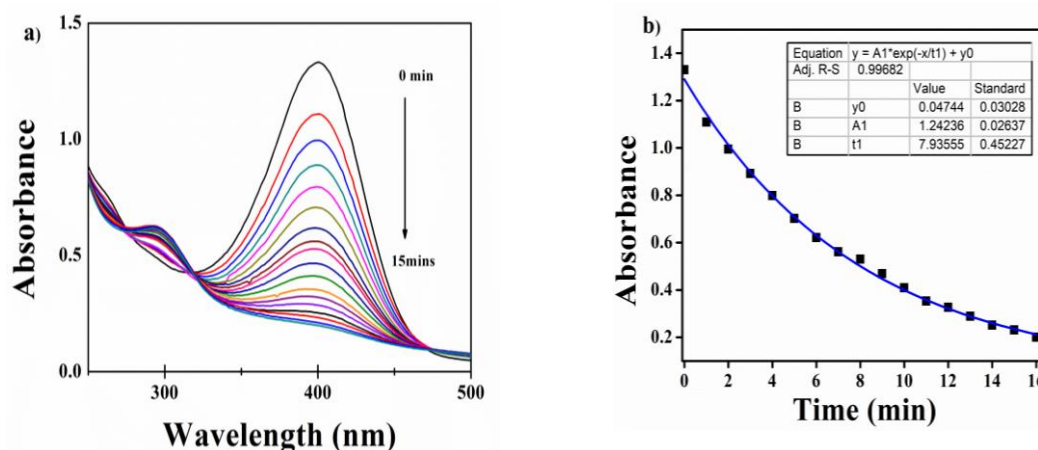 a)
1.5
1.0
0.5
0.0
Absorbance
0 min
15mins
300 400 500
Wavelength (nm)
b)
1.4
1.2
1.0
0.8
0.6
0.4
0.2
Absorbance
Equation y = A1*exp(-x/t1) + y0
Adj. R-S 0.99682
Value Standard
B y0 0.04744 0.03028
B A1 1.24236 0.02637
B t1 7.93555 0.45227
0 2 4 6 8 10 12 14 16
Time (min)